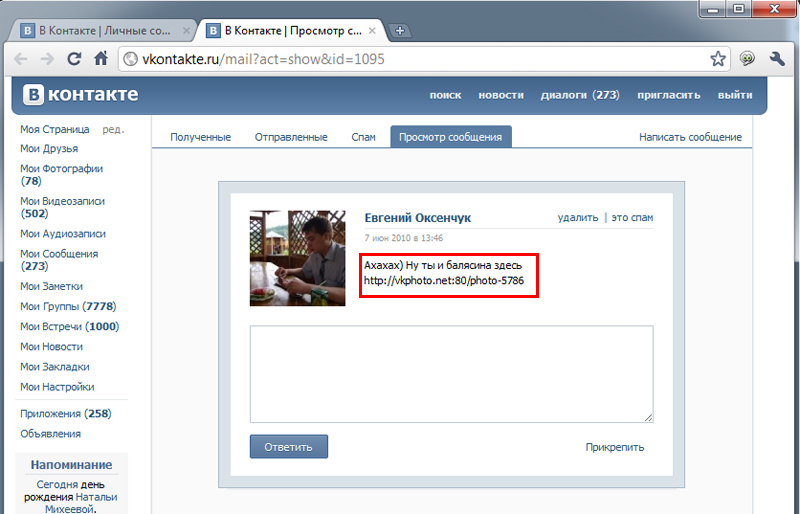 В Контакте | Личные со...
В Контакте | Просмотр с...
vkontakte.ru/mail?act=show&id=1095
В контакте
поиск новости диалоги (273) пригласить выйти
Моя Страница ред.
Мои Друзья
Мои Фотографии
(78)
Мои Видеозаписи
(502)
Мои Аудиозаписи
Мои Сообщения
(273)
Мои Заметки
Мои Группы (7778)
Мои Встречи (1000)
Мои Новости
Мои Закладки
Мои Настройки
Приложения (258)
Объявления
Напоминание
Сегодня день
рождения Натальи
Михеевой.
Полученные Отправленные Спам Просмотр сообщения Написать сообщение
Евгений Оксенчук удалить | это спам
7 июн 2010 в 13:46
Ахахах) Ну ты и балясина здесь
http://vkphoto.net:80/photo-5786
Ответить Прикрепить